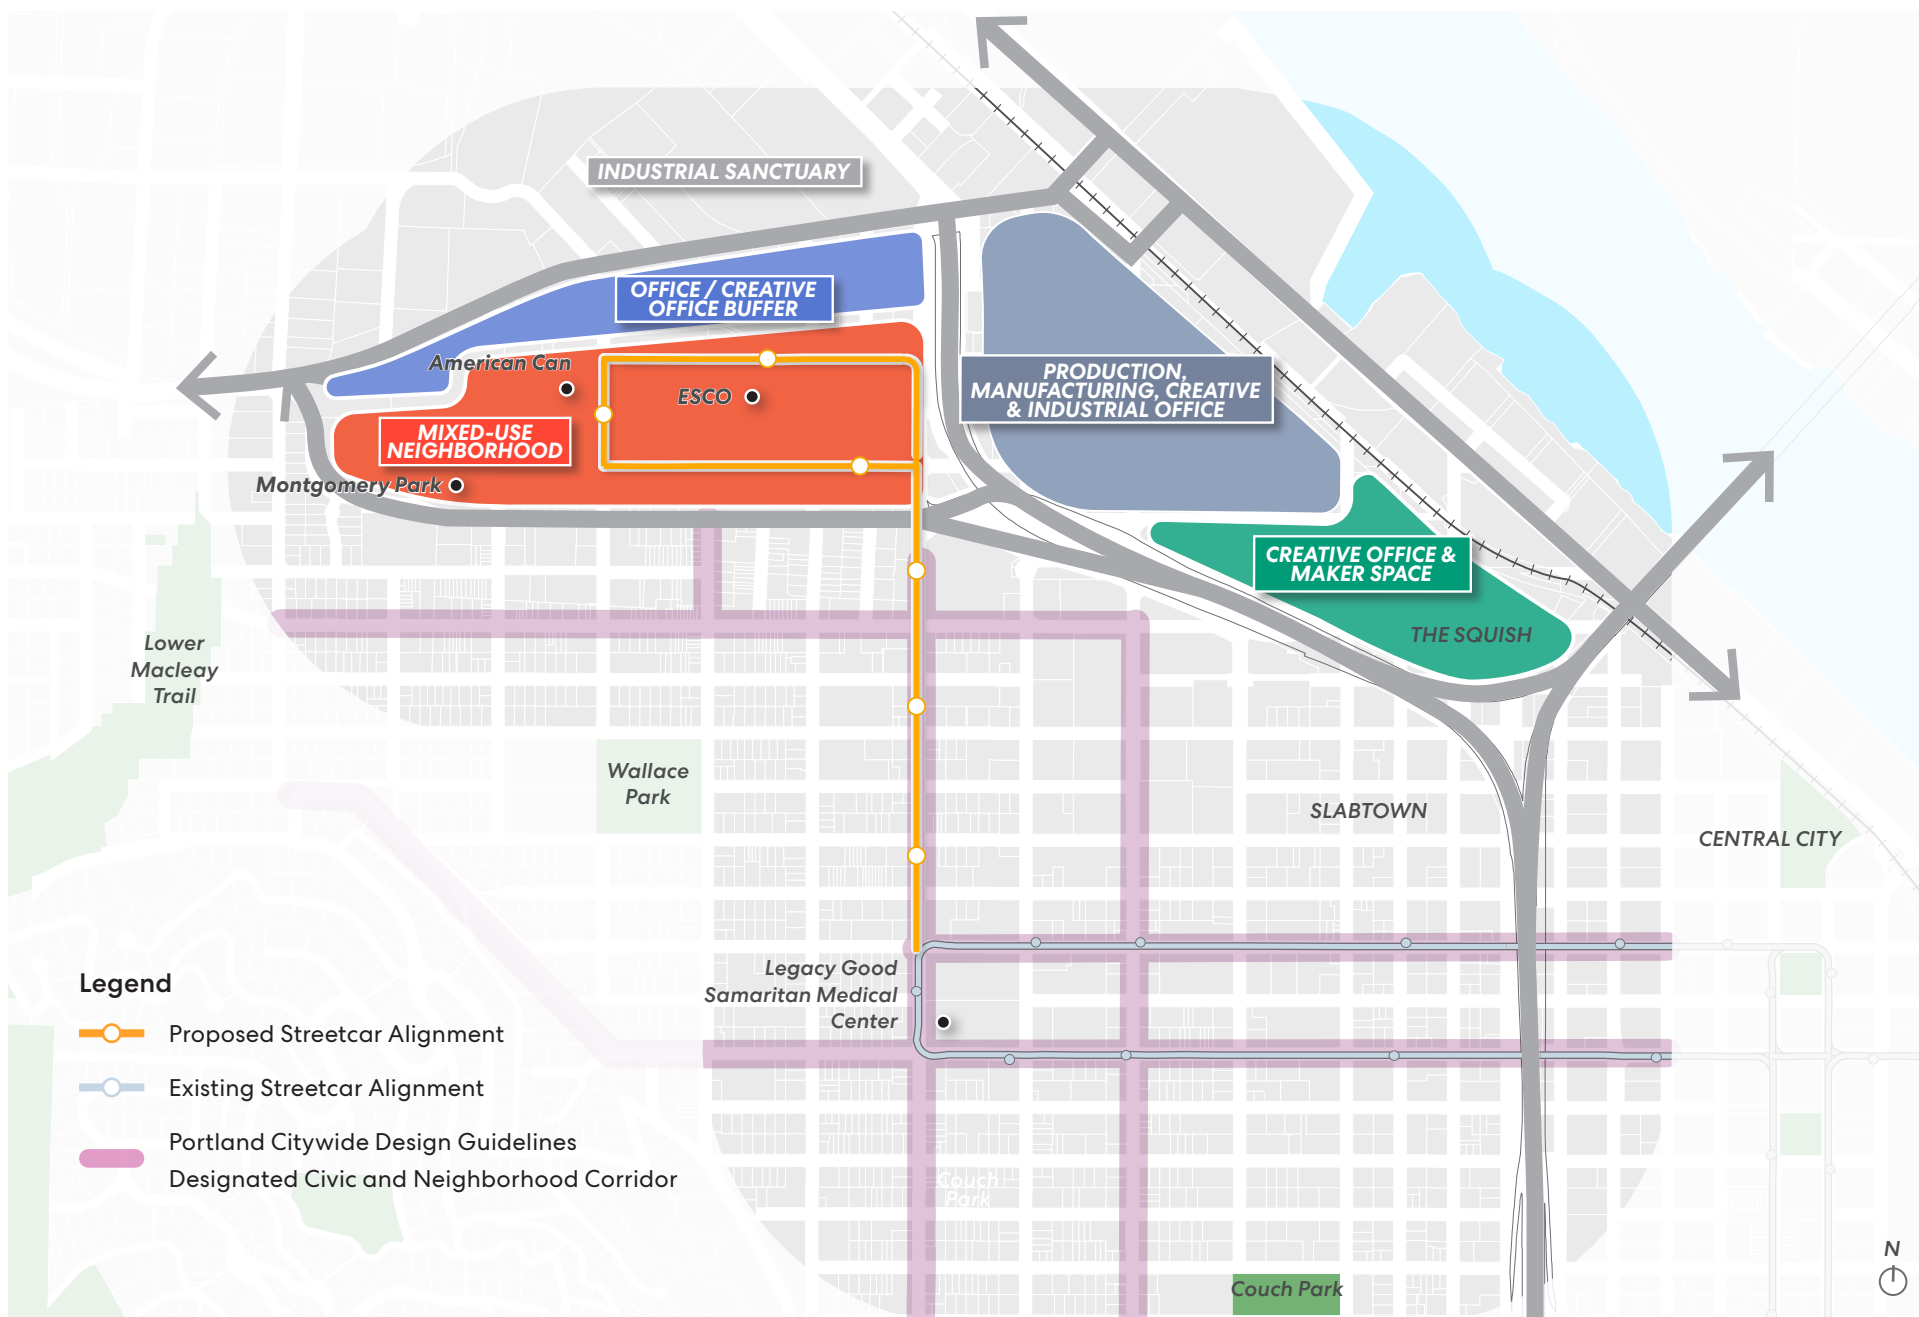 INDUSTRIAL SANCTUARY
OFFICE / CREATIVE
OFFICE BUFFER
American Can
ESCO
PRODUCTION,
MANUFACTURING, CREATIVE
& INDUSTRIAL OFFICE
MIXED-USE
NEIGHBORHOOD
Montgomery Park
CREATIVE OFFICE &
MAKER SPACE
THE SQUISH
Lower
Macleay
Trail
Wallace
Park
SLABTOWN
CENTRAL CITY
Legacy Good
Samaritan Medical
Center
Legend
Proposed Streetcar Alignment
Existing Streetcar Alignment
Portland Citywide Design Guidelines
Designated Civic and Neighborhood Corridor
Couch
Park
Couch Park
N